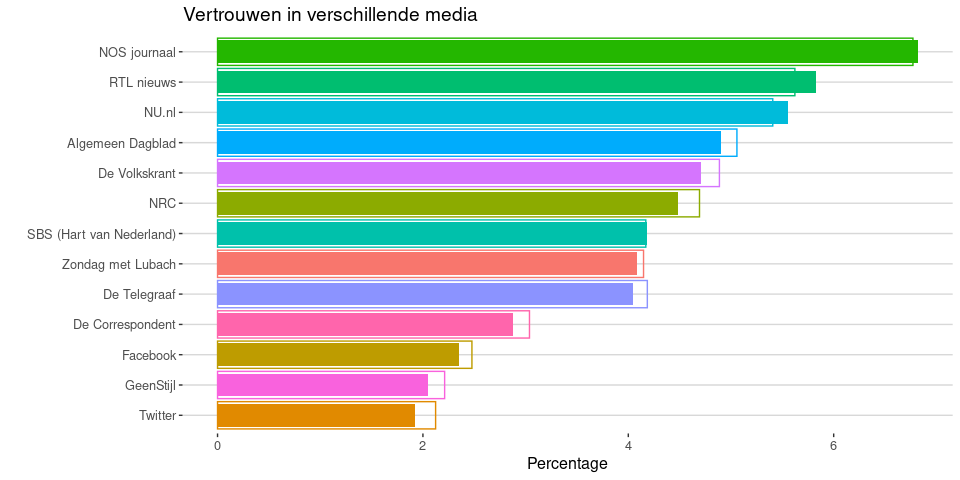 Vertrouwen in verschillende media
NOS journaal
RTL nieuws
NU.nl
Algemeen Dagblad
De Volkskrant
NRC
SBS (Hart van Nederland)
Zondag met Lubach
De Telegraaf
De Correspondent
Facebook
GeenStijl
Twitter
0 2 4 6
Percentage